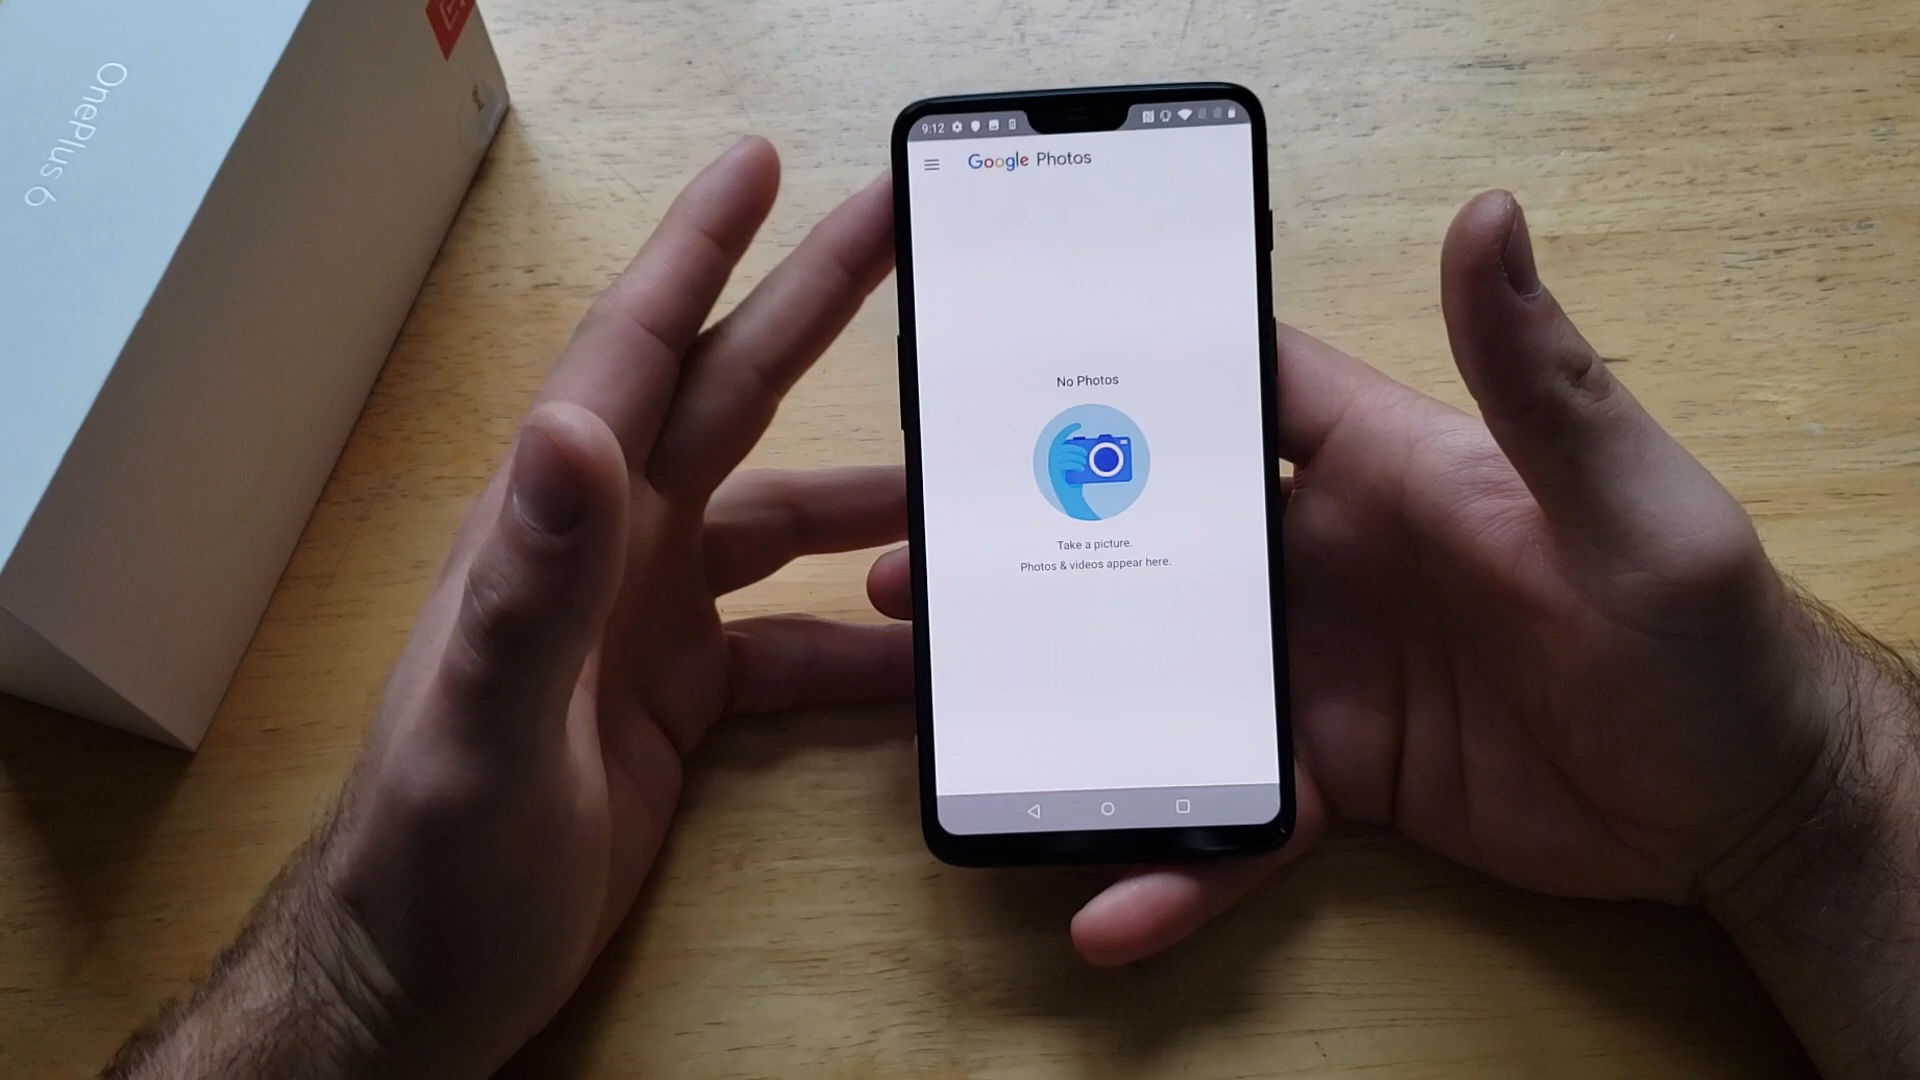 OnePlus 6
9:12
Google Photos
No Photos
Take a picture.
Photos & videos appear here.